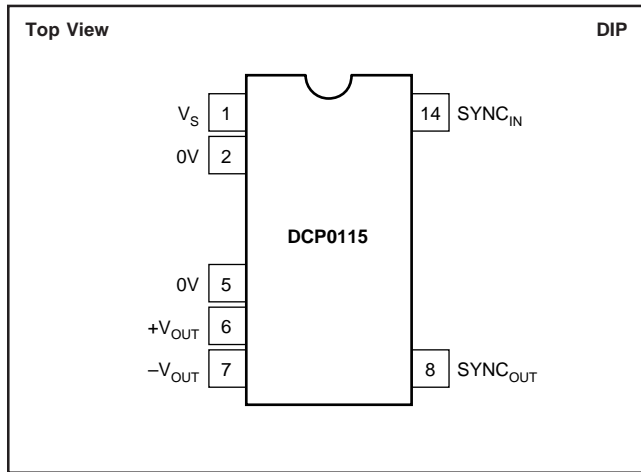 Top View DIP
V_S 1 14 SYNC_IN
0V 2
DCP0115
0V 5
+V_OUT 6
–V_OUT 7 8 SYNC_OUT